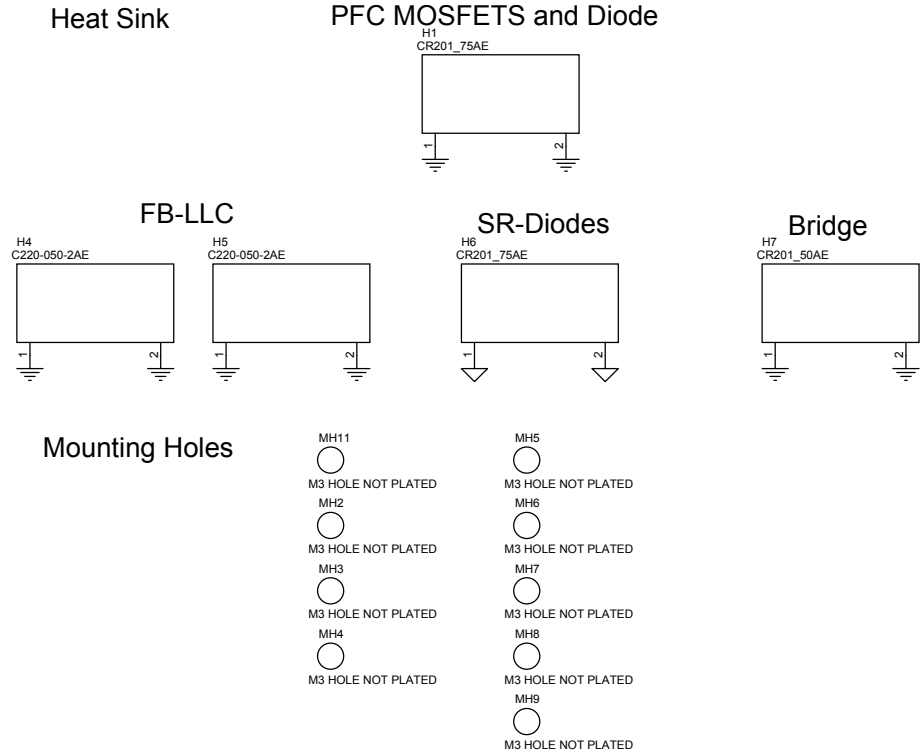 Heat Sink
PFC MOSFETS and Diode
H1
CR201_75AE
1
2
FB-LLC
SR-Diodes
Bridge
H4
C220-050-2AE
1
2
H5
C220-050-2AE
1
2
H6
CR201_75AE
1
2
H7
CR201_50AE
1
2
Mounting Holes
MH11
M3 HOLE NOT PLATED
MH2
M3 HOLE NOT PLATED
MH3
M3 HOLE NOT PLATED
MH4
M3 HOLE NOT PLATED
MH5
M3 HOLE NOT PLATED
MH6
M3 HOLE NOT PLATED
MH7
M3 HOLE NOT PLATED
MH8
M3 HOLE NOT PLATED
MH9
M3 HOLE NOT PLATED